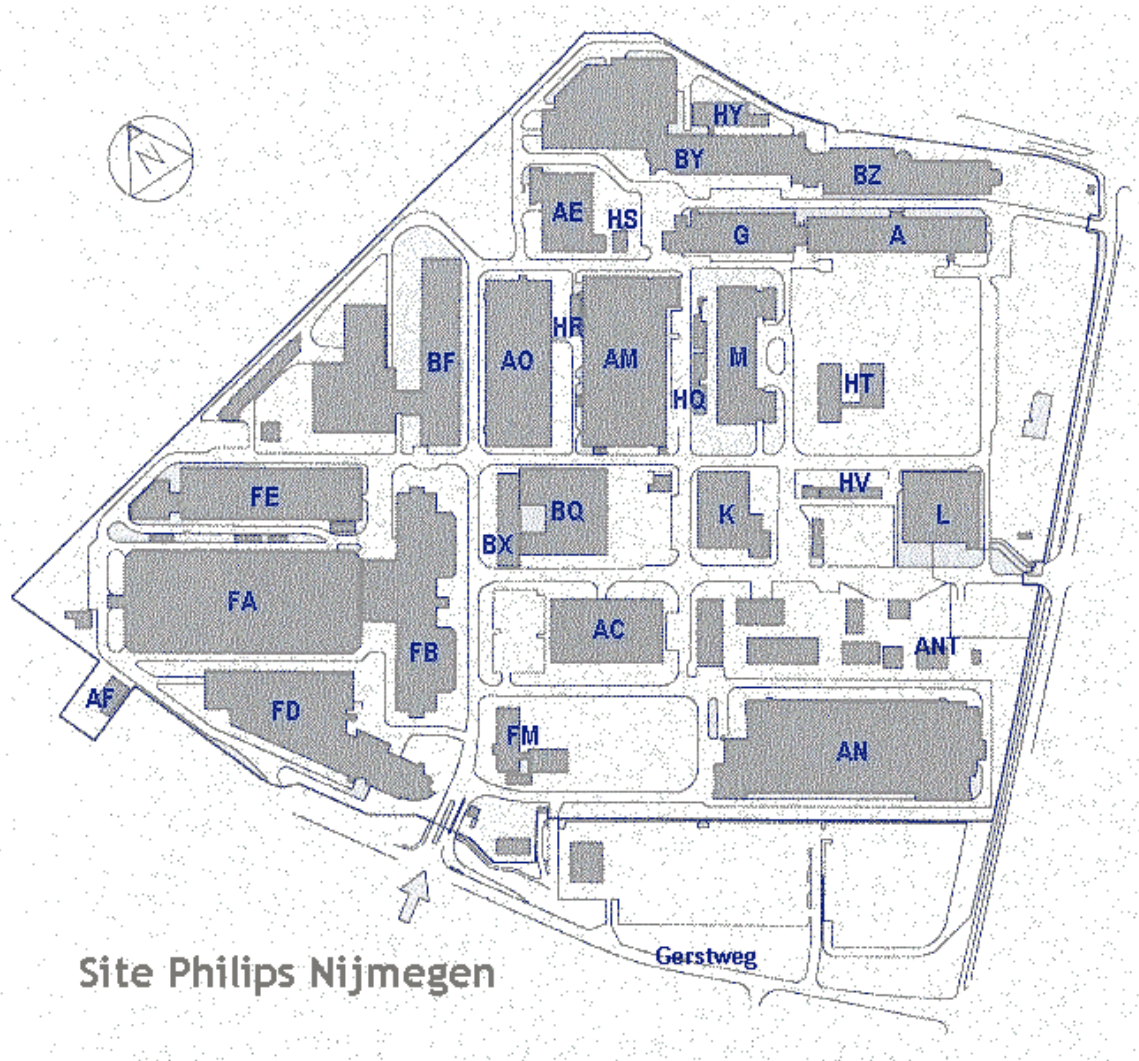 HY
BY
BZ
N
AE
HS
G
A
BF
AO
HR
AM
HQ
M
HT
FE
BX
BQ
K
HV
L
FA
FB
AC
ANT
AF
FD
FM
AN
Gerstweg
Site Philips Nijmegen